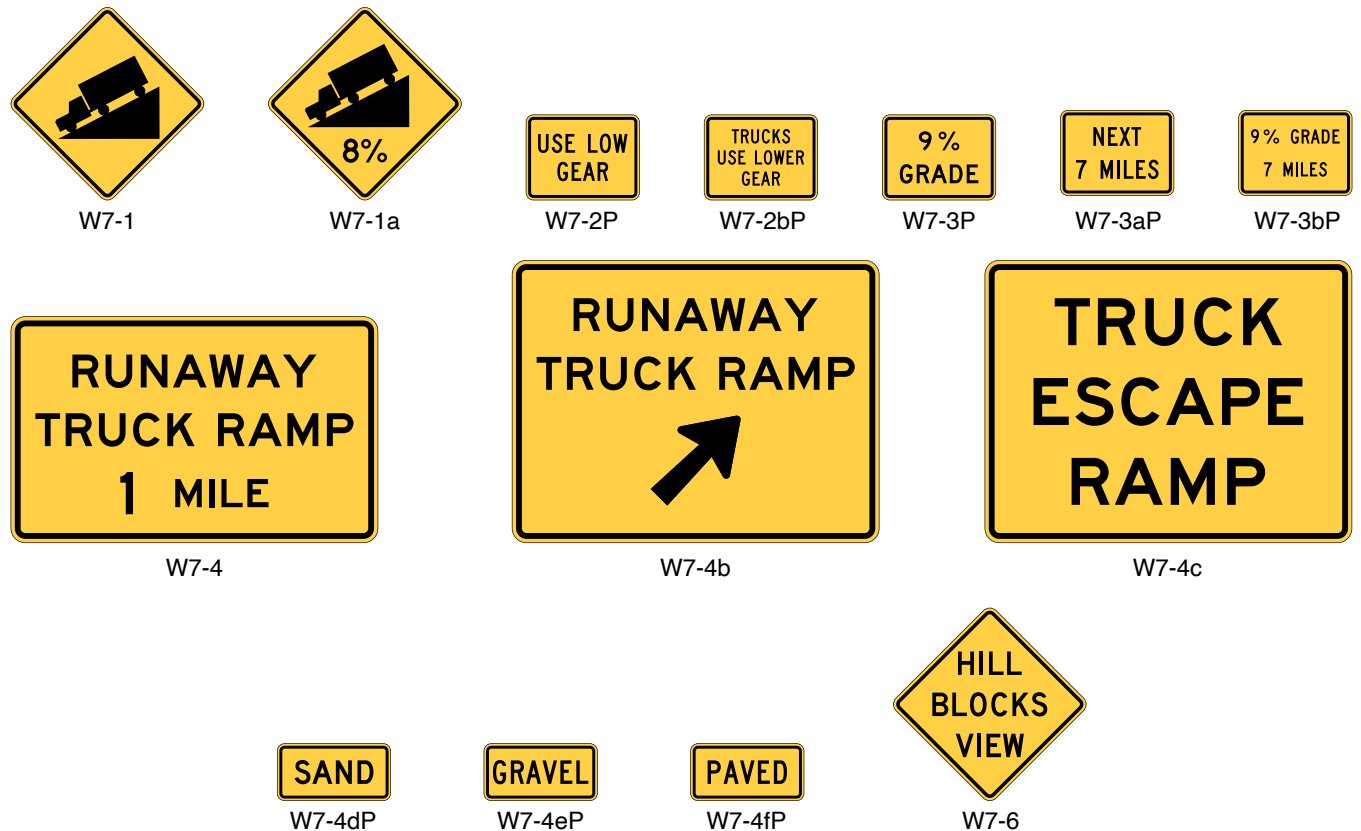 8%
W7-1
W7-1a
USE LOW
GEAR
W7-2P
TRUCKS
USE LOWER
GEAR
W7-2bP
9%
GRADE
W7-3P
NEXT
7 MILES
W7-3aP
9% GRADE
7 MILES
W7-3bP
RUNAWAY
TRUCK RAMP
1 MILE
W7-4
RUNAWAY
TRUCK RAMP
W7-4b
TRUCK
ESCAPE
RAMP
W7-4c
SAND
W7-4dP
GRAVEL
W7-4eP
PAVED
W7-4fP
HILL
BLOCKS
VIEW
W7-6